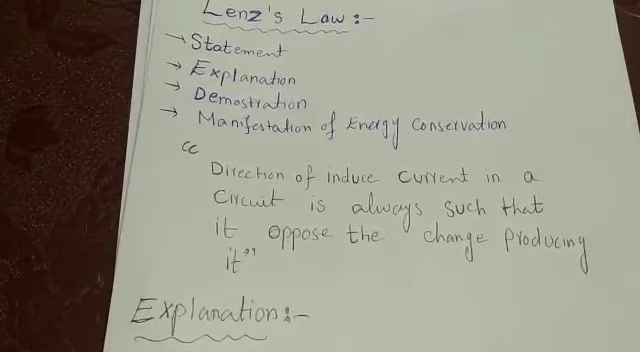 Lenz's Law :-
→ Statement
→ Explanation
→ Demostration
→ Manifestation of Energy Conservation
“
Direction of induce current in a
Circuit is always such that
it oppose the change producing
it”
Explanation :-